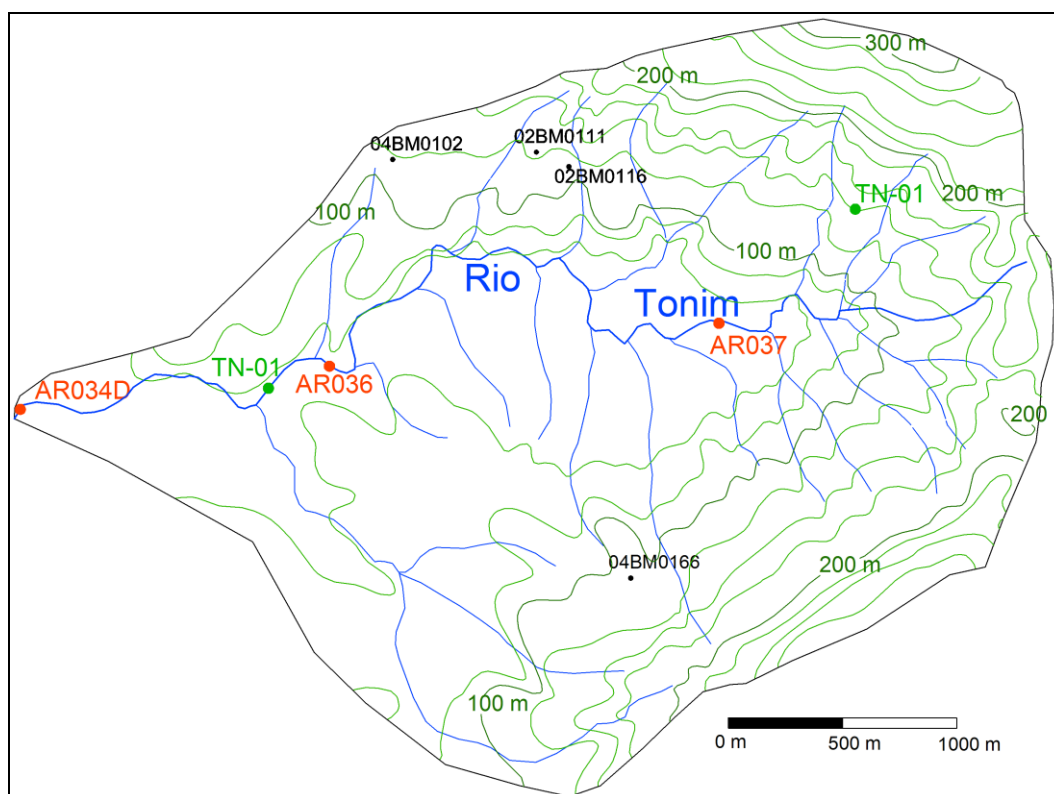 300 m
200 m
04BM0102
02BM0111
02BM0116
TN-01
200 m
100 m
100 m
Rio
Tonim
AR037
TN-01
AR036
AR034D
200
04BM0166
200 m
100 m
0 m
500 m
1000 m